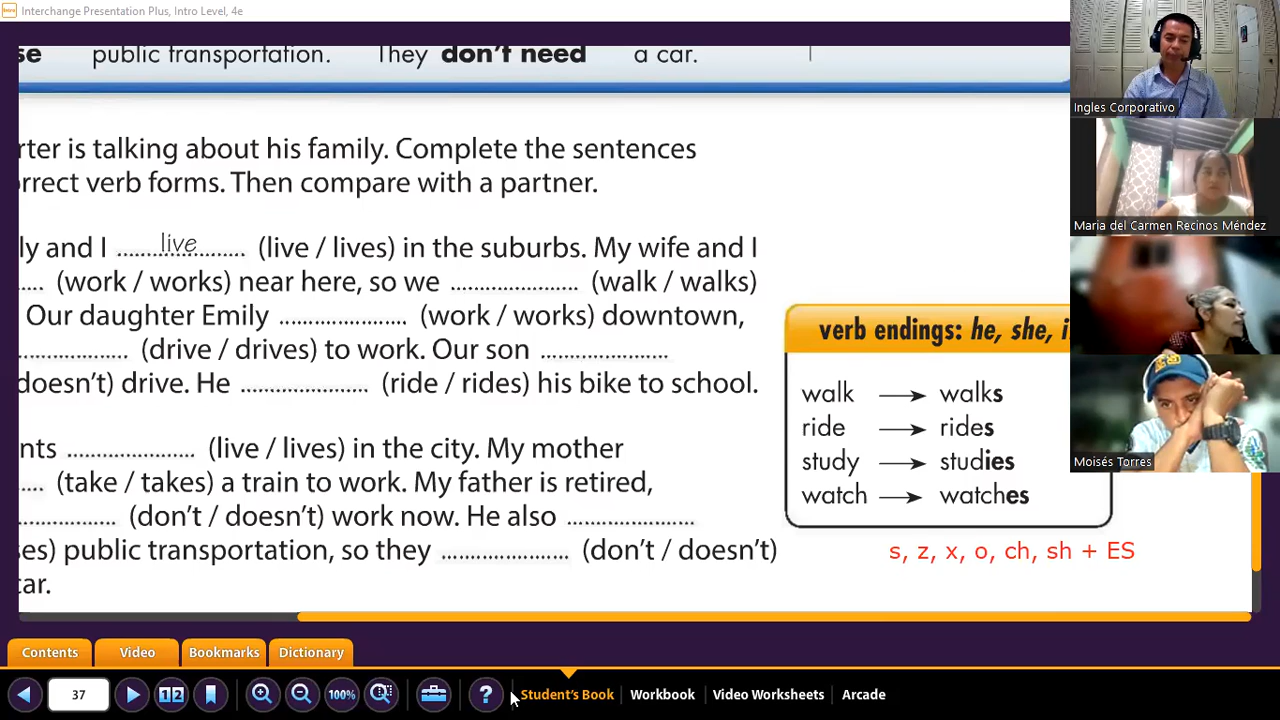 Interchange Presentation Plus, Intro Level, 4e
se public transportation. They don't need a car.
rter is talking about his family. Complete the sentences
orrect verb forms. Then compare with a partner.
ly and I live (live / lives) in the suburbs. My wife and I
(work / works) near here, so we ...................... (walk / walks)
Our daughter Emily ...................... (work / works) downtown,
...................... (drive / drives) to work. Our son ......................
doesn't) drive. He ...................... (ride / rides) his bike to school.
nts ...................... (live / lives) in the city. My mother
.... (take / takes) a train to work. My father is retired,
.................. (don't / doesn't) work now. He also ......................
ses) public transportation, so they ...................... (don't / doesn't)
car.
verb endings: he, she, i
walk → walks
ride → rides
study → studies
watch → watches
s, z, x, o, ch, sh + ES
Ingles Corporativo
Maria del Carmen Recinos Méndez
Moisés Torres
Contents Video Bookmarks Dictionary
37 1 2 100% ? Student's Book Workbook Video Worksheets Arcade